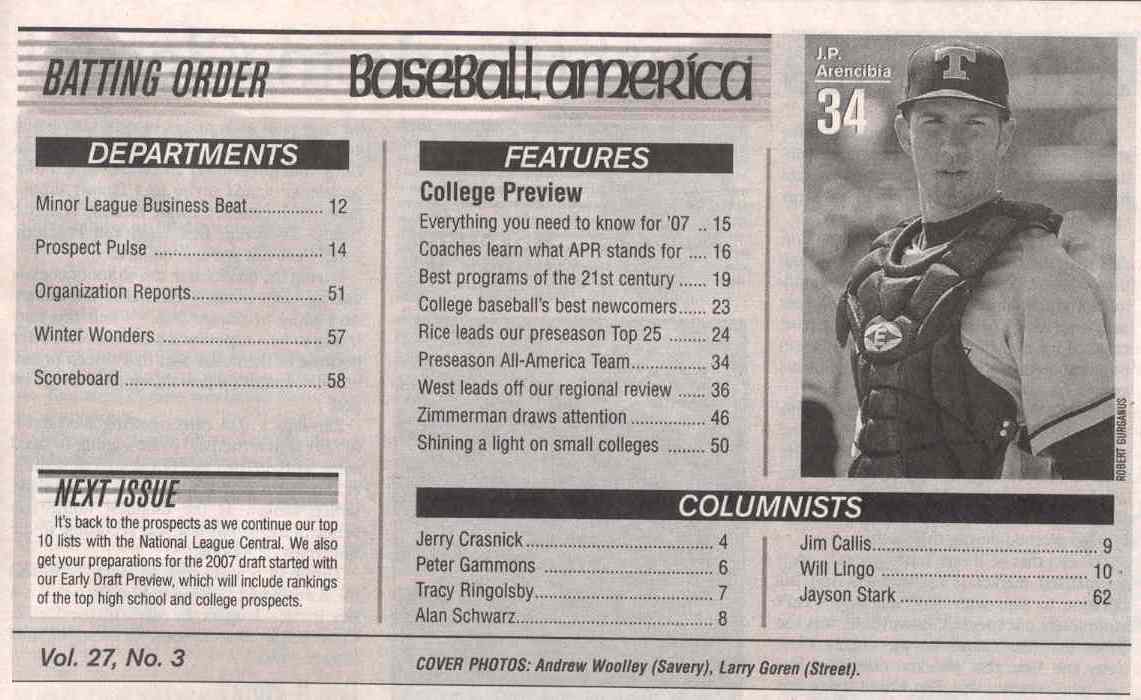 BATTING ORDER
BaseBall america
DEPARTMENTS
Minor League Business Beat............... 12
Prospect Pulse ................................. 14
Organization Reports.......................... 51
Winter Wonders ................................ 57
Scoreboard ...................................... 58
NEXT ISSUE
It's back to the prospects as we continue our top
10 lists with the National League Central. We also
get your preparations for the 2007 draft started with
our Early Draft Preview, which will include rankings
of the top high school and college prospects.
FEATURES
College Preview
Everything you need to know for '07 .. 15
Coaches learn what APR stands for .... 16
Best programs of the 21st century ...... 19
College baseball's best newcomers...... 23
Rice leads our preseason Top 25 ........ 24
Preseason All-America Team............... 34
West leads off our regional review ...... 36
Zimmerman draws attention ............... 46
Shining a light on small colleges ........ 50
J.P.
Arencibia
34
T
E
ROBERT GURGANUS
COLUMNISTS
Jerry Crasnick...................................... 4
Peter Gammons ................................... 6
Tracy Ringolsby.................................... 7
Alan Schwarz........................................ 8
Jim Callis............................................. 9
Will Lingo .......................................... 10
Jayson Stark ...................................... 62
Vol. 27, No. 3
COVER PHOTOS: Andrew Woolley (Savery), Larry Goren (Street).